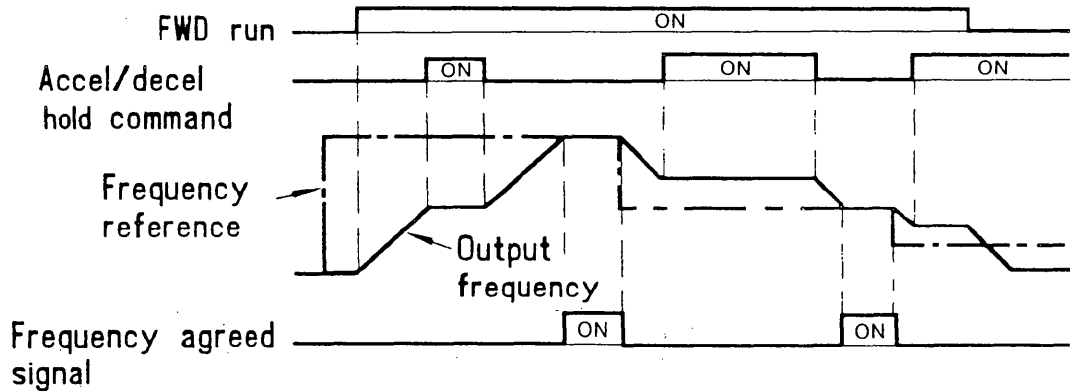 FWD run
ON
Accel/decel
hold command
ON
ON
ON
Frequency
reference
Output
frequency
Frequency agreed
signal
ON
ON